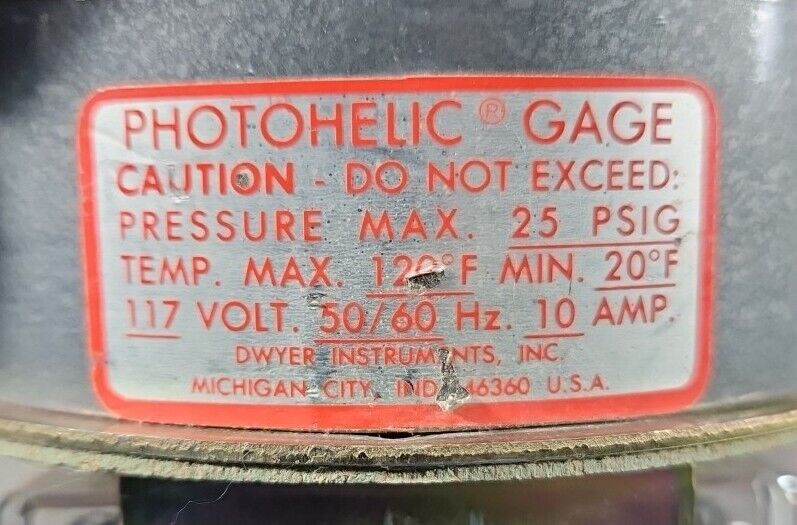 PHOTOHELIC ® GAGE
CAUTION - DO NOT EXCEED:
PRESSURE MAX. 25 PSIG
TEMP. MAX. 120°F MIN. 20°F
117 VOLT. 50/60 Hz. 10 AMP.
DWYER INSTRUMENTS, INC.
MICHIGAN CITY, IND. 46360 U.S.A.